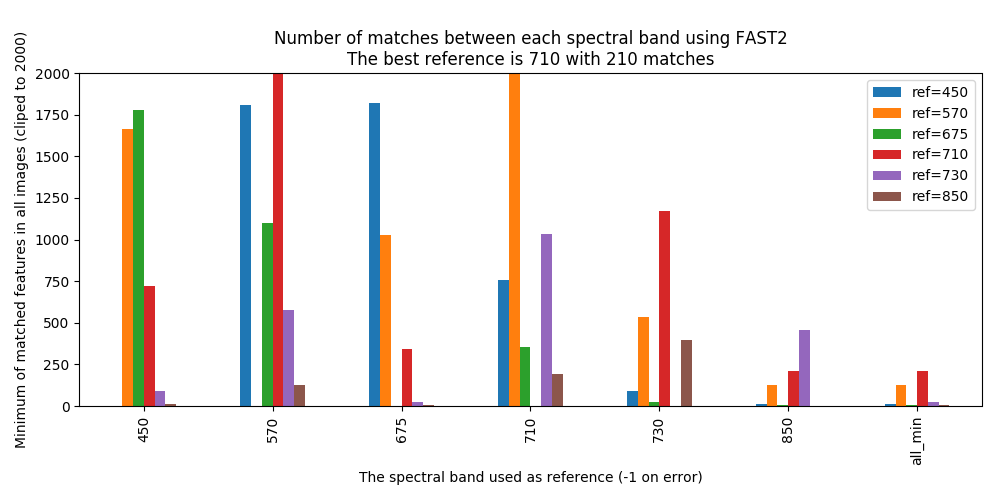 Number of matches between each spectral band using FAST2
The best reference is 710 with 210 matches
Minimum of matched features in all images (cliped to 2000)
2000
1750
1500
1250
1000
750
500
250
0
ref=450
ref=570
ref=675
ref=710
ref=730
ref=850
450
570
675
710
730
850
all_min
The spectral band used as reference (-1 on error)